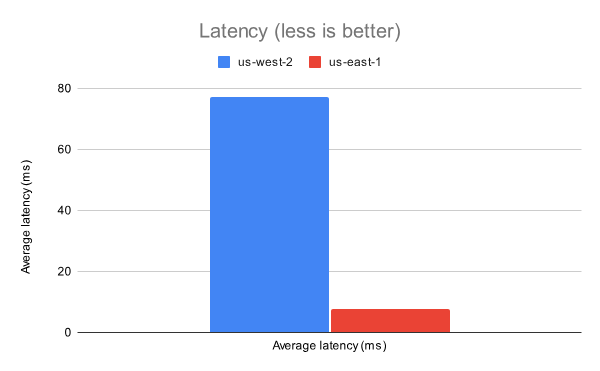 Latency (less is better)
us-west-2 us-east-1
80
60
40
20
0
Average latency (ms)
Average latency (ms)